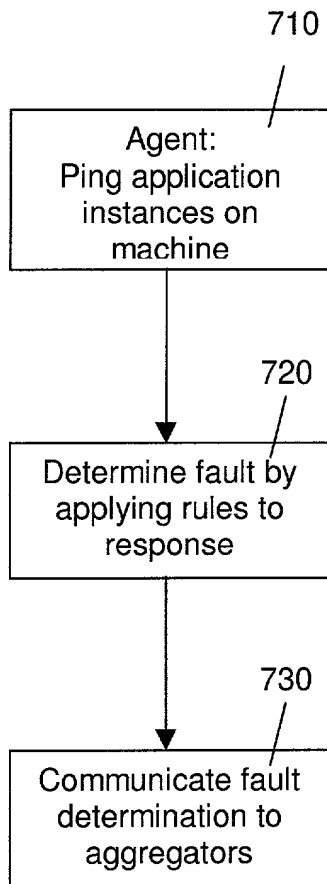 710
Agent:
Ping application
instances on
machine
720
Determine fault by
applying rules to
response
730
Communicate fault
determination to
aggregators